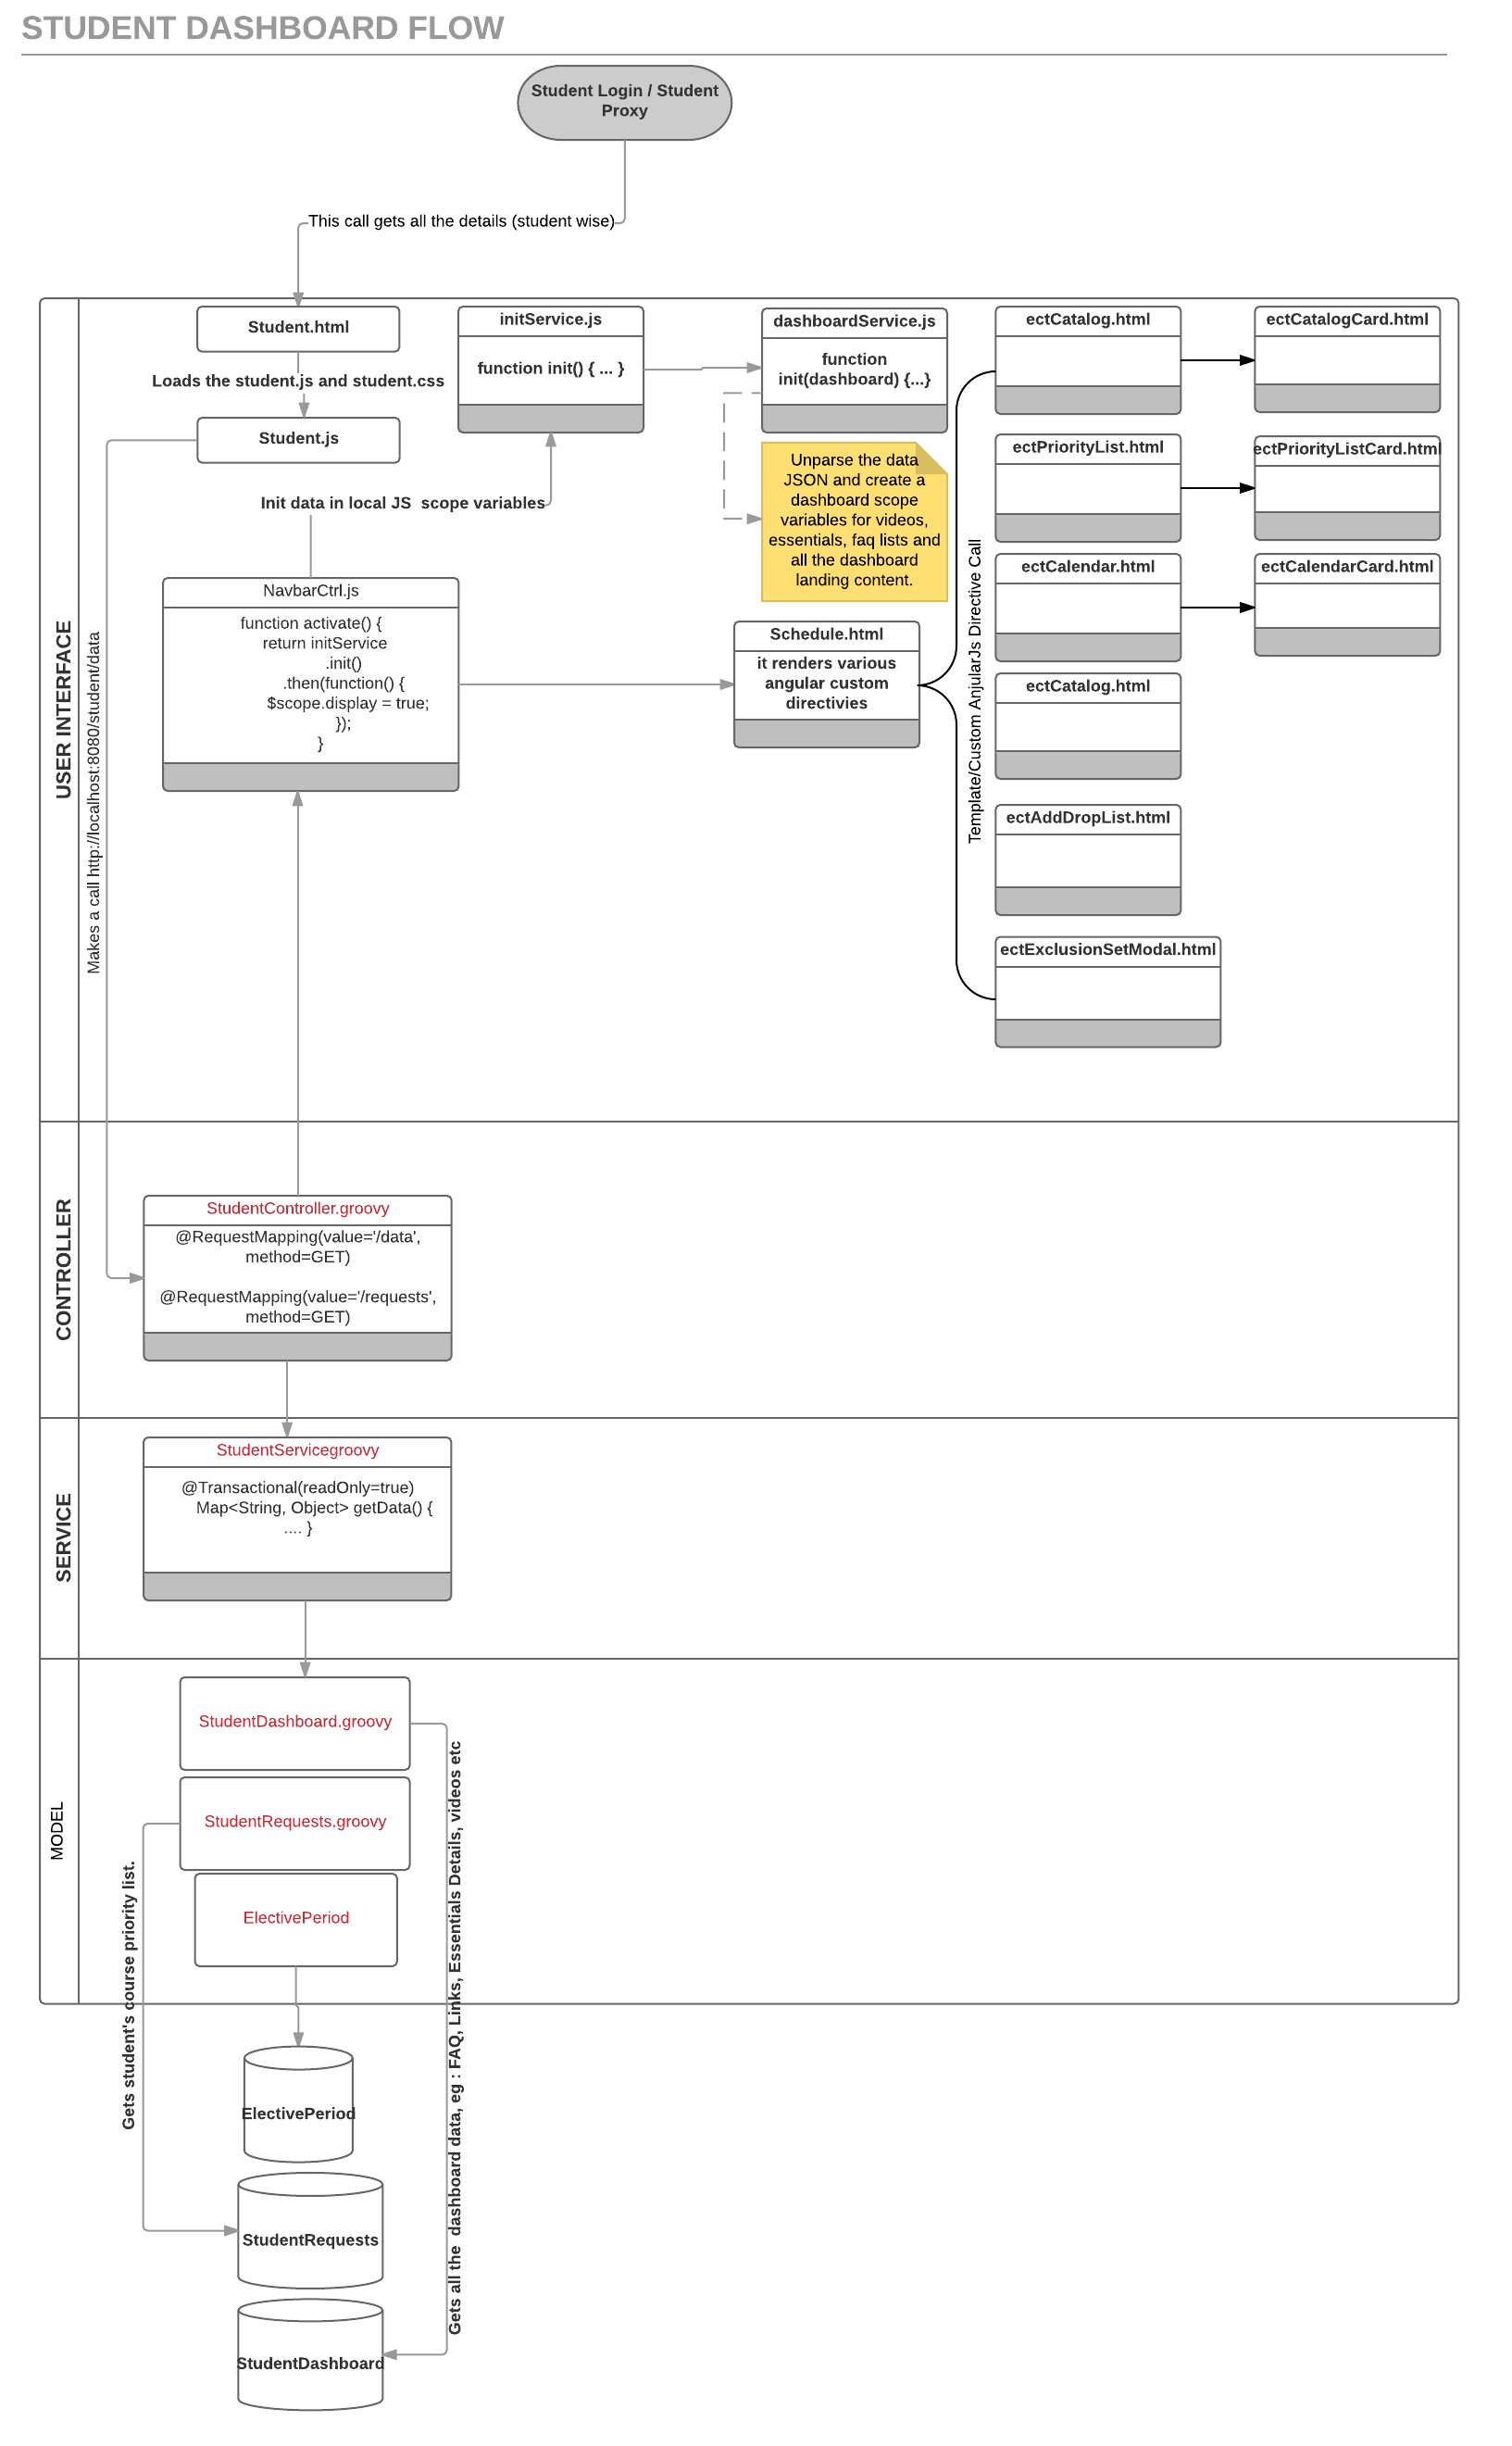 STUDENT DASHBOARD FLOW
Student Login / Student
Proxy
This call gets all the details (student wise)
USER INTERFACE
Student.html
Loads the student.js and student.css
Student.js
Makes a call http://localhost:8080/student/data
initService.js
function init() { ... }
Init data in local JS  scope variables
dashboardService.js
function
init(dashboard) {...}
Unparse the data
JSON and create a
dashboard scope
variables for videos,
essentials, faq lists and
all the dashboard
landing content.
NavbarCtrl.js
function activate() {
return initService
.init()
.then(function() {
$scope.display = true;
});
}
Schedule.html
it renders various
angular custom
directivies
Template/Custom AnjularJs Directive Call
ectCatalog.html
ectCatalogCard.html
ectPriorityList.html
ectPriorityListCard.html
ectCalendar.html
ectCalendarCard.html
ectCatalog.html
ectAddDropList.html
ectExclusionSetModal.html
CONTROLLER
StudentController.groovy
@RequestMapping(value='/data',
method=GET)
@RequestMapping(value='/requests',
method=GET)
SERVICE
StudentServicegroovy
@Transactional(readOnly=true)
Map<String, Object> getData() {
.... }
MODEL
StudentDashboard.groovy
StudentRequests.groovy
ElectivePeriod
Gets student's course priority list.
Gets all the  dashboard data, eg : FAQ, Links, Essentials Details, videos etc
ElectivePeriod
StudentRequests
StudentDashboard